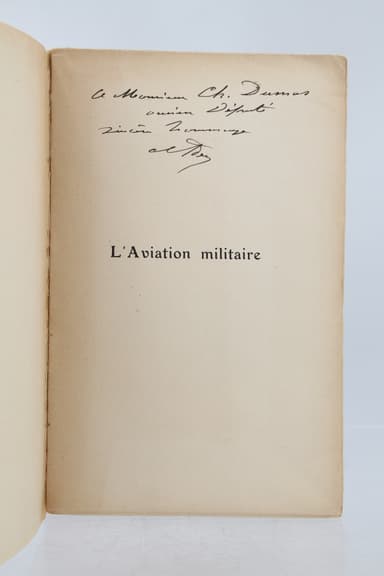 A Monsieur Ch. Dumas
ancien Député
sincère hommage
L'Aviation militaire